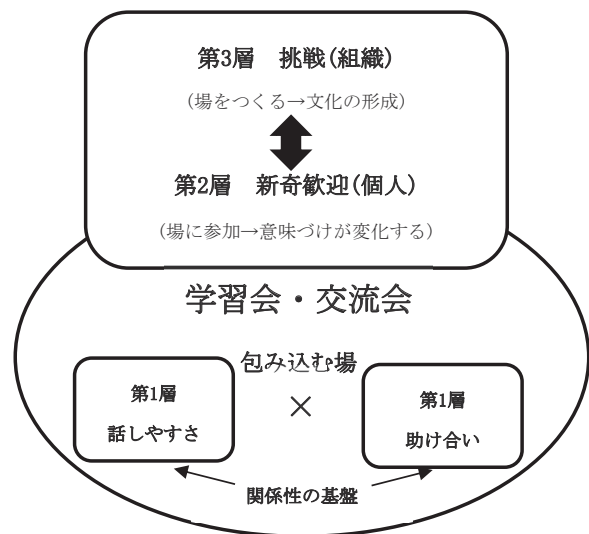 第3層　挑戦(組織)
(場をつくる→文化の形成)
第2層　新奇歓迎(個人)
(場に参加→意味づけが変化する)
学習会・交流会
包み込む場
第1層
話しやすさ
×
第1層
助け合い
関係性の基盤